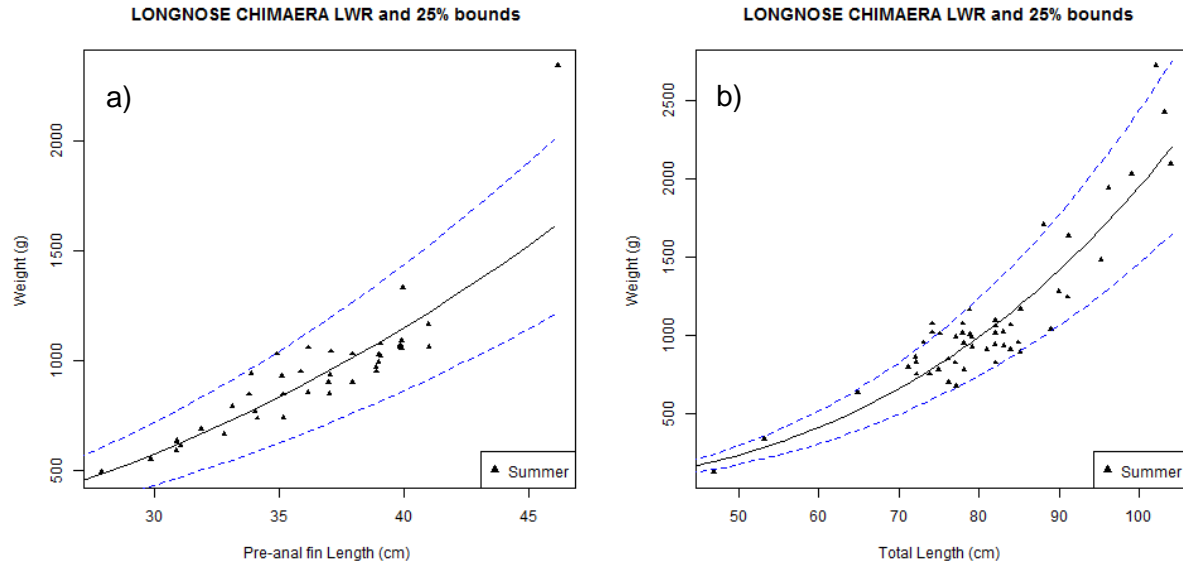 LONGNOSE CHIMAERA LWR and 25% bounds
a)
Weight (g)
2000
1500
1000
500
30 35 40 45
Pre-anal fin Length (cm)
Summer
LONGNOSE CHIMAERA LWR and 25% bounds
b)
Weight (g)
2500
2000
1500
1000
500
50 60 70 80 90 100
Total Length (cm)
Summer